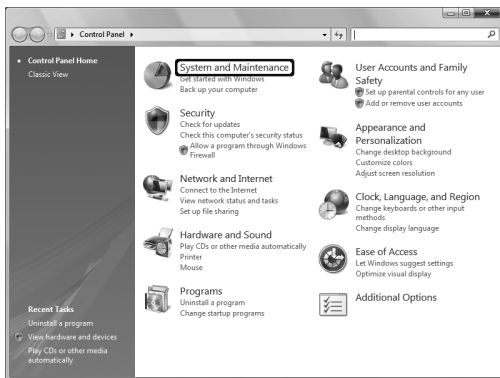 Control Panel
Control Panel Home
Classic View
System and Maintenance
Get started with Windows
Back up your computer
Security
Check for updates
Check this computer's security status
Allow a program through Windows
Firewall
Network and Internet
Connect to the Internet
View network status and tasks
Set up file sharing
Hardware and Sound
Play CDs or other media automatically
Printer
Mouse
Programs
Uninstall a program
Change startup programs
User Accounts and Family
Safety
Set up parental controls for any user
Add or remove user accounts
Appearance and
Personalization
Change desktop background
Customize colors
Adjust screen resolution
Clock, Language, and Region
Change keyboards or other input
methods
Change display language
Ease of Access
Let Windows suggest settings
Optimize visual display
Additional Options
Recent Tasks
Uninstall a program
View hardware and devices
Play CDs or other media
automatically